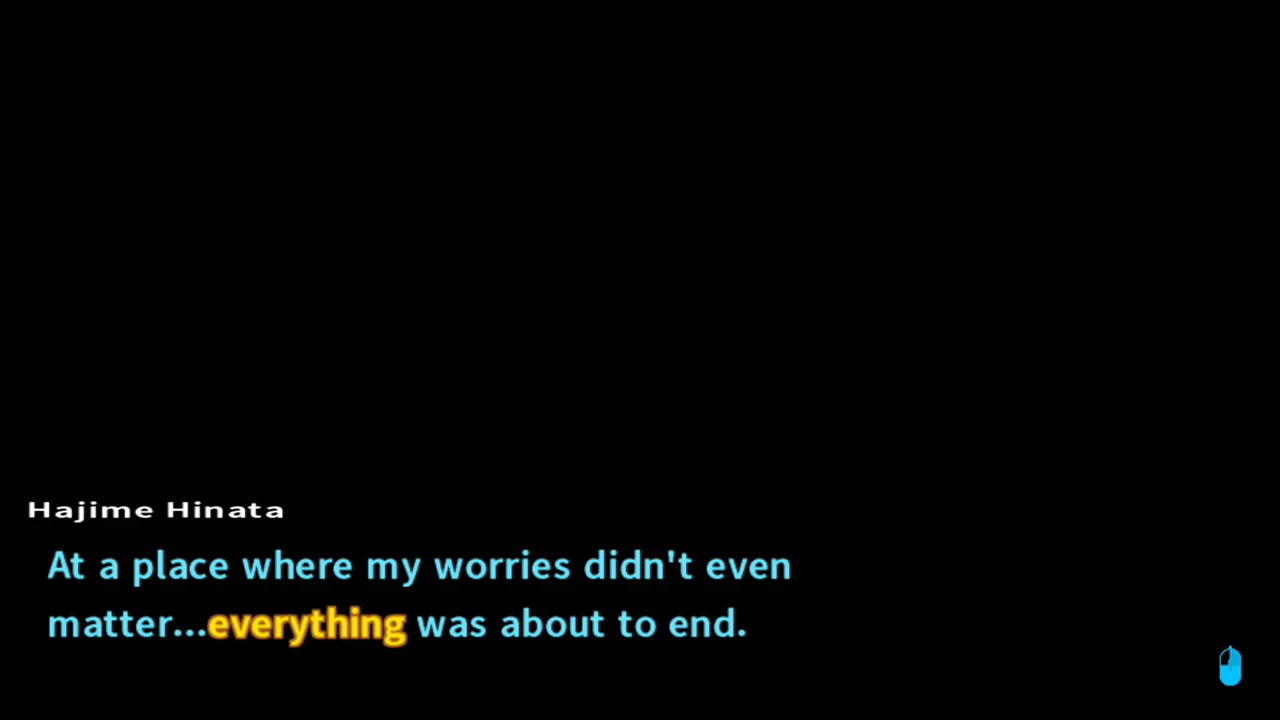 Hajime Hinata
At a place where my worries didn't even
matter...everything was about to end.